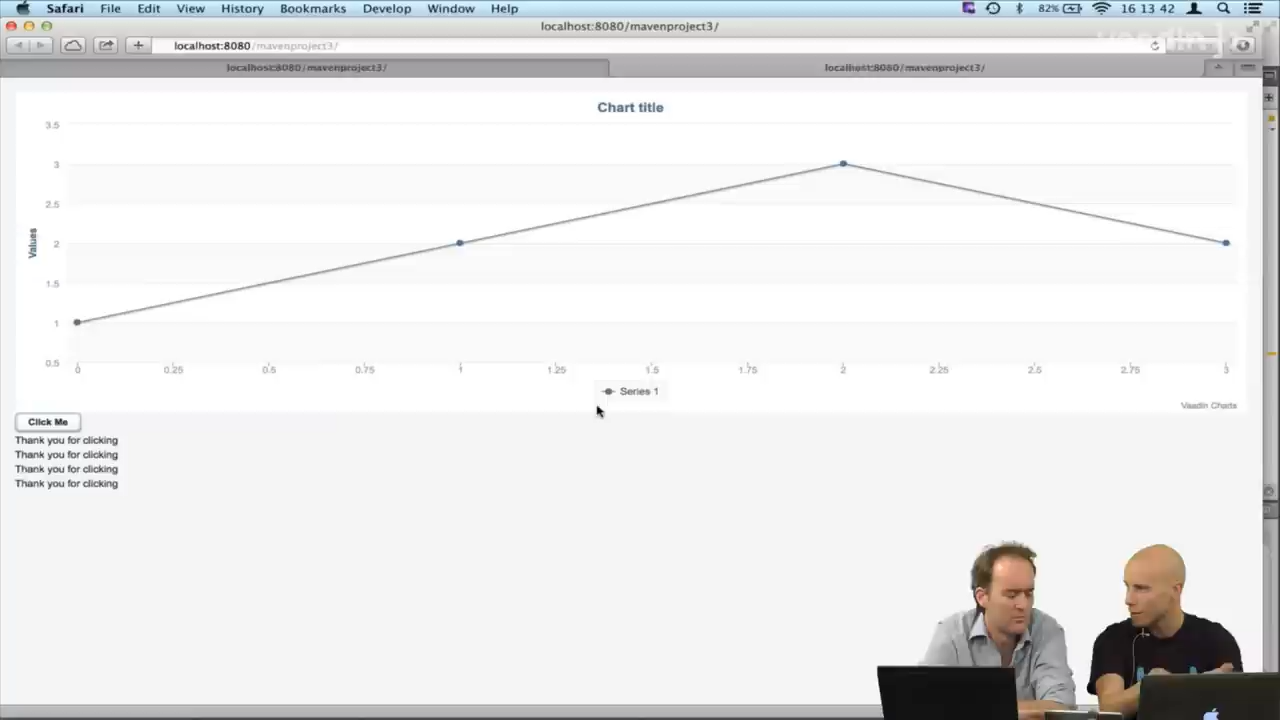 Safari File Edit View History Bookmarks Develop Window Help 82% 16 13 42
localhost:8080/mavenproject3/
localhost:8080/mavenproject3/
localhost:8080/mavenproject3/ localhost:8080/mavenproject3/
vaadin
Chart title
3.5
3
2.5
2
1.5
1
0.5
Values
0 0.25 0.5 0.75 1 1.25 1.5 1.75 2 2.25 2.5 2.75 3
Series 1
Vaadin Charts
Click Me
Thank you for clicking
Thank you for clicking
Thank you for clicking
Thank you for clicking